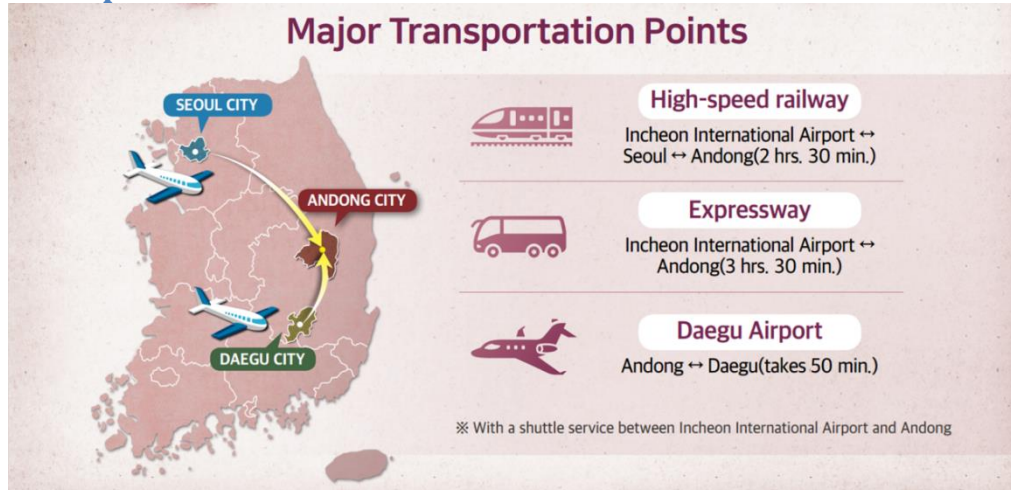 Major Transportation Points
SEOUL CITY
ANDONG CITY
DAEGU CITY
High-speed railway
Incheon International Airport ↔
Seoul ↔ Andong(2 hrs. 30 min.)
Expressway
Incheon International Airport ↔
Andong(3 hrs. 30 min.)
Daegu Airport
Andong ↔ Daegu(takes 50 min.)
※ With a shuttle service between Incheon International Airport and Andong